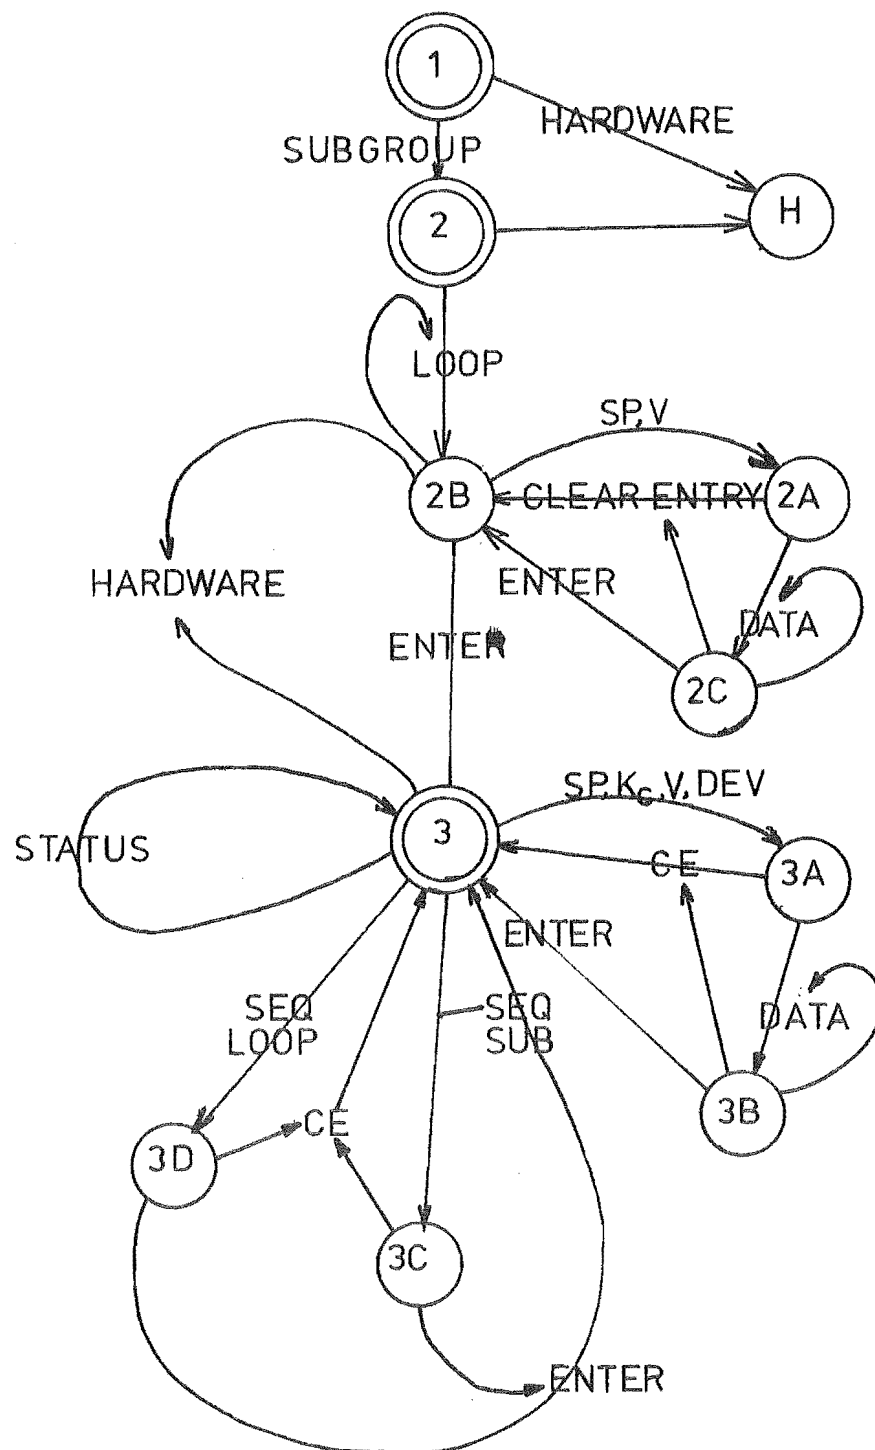 1
HARDWARE
SUBGROUP
H
2
LOOP
SP,V
2B
CLEAR ENTRY
2A
HARDWARE
ENTER
DATA
ENTER
2C
SP,Kc,V,DEV
3
STATUS
CE
3A
ENTER
SEQ
LOOP
SEQ
SUB
DATA
3B
CE
3D
3C
ENTER